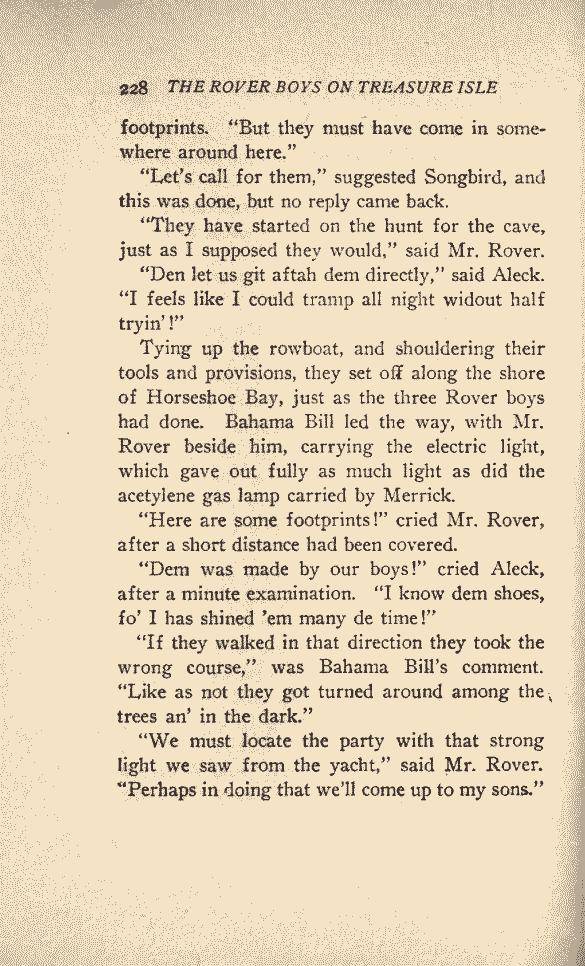 228 THE ROVER BOYS ON TREASURE ISLE
footprints. "But they must have come in some-
where around here."
"Let's call for them," suggested Songbird, and
this was done, but no reply came back.
"They have started on the hunt for the cave,
just as I supposed they would," said Mr. Rover.
"Den let us git aftah dem directly," said Aleck.
"I feels like I could tramp all night widout half
tryin'!"
Tying up the rowboat, and shouldering their
tools and provisions, they set off along the shore
of Horseshoe Bay, just as the three Rover boys
had done. Bahama Bill led the way, with Mr.
Rover beside him, carrying the electric light,
which gave out fully as much light as did the
acetylene gas lamp carried by Merrick.
"Here are some footprints!" cried Mr. Rover,
after a short distance had been covered.
"Dem was made by our boys!" cried Aleck,
after a minute examination. "I know dem shoes,
fo' I has shined 'em many de time!"
"If they walked in that direction they took the
wrong course," was Bahama Bill's comment.
"Like as not they got turned around among the
trees an' in the dark."
"We must locate the party with that strong
light we saw from the yacht," said Mr. Rover.
"Perhaps in doing that we'll come up to my sons."